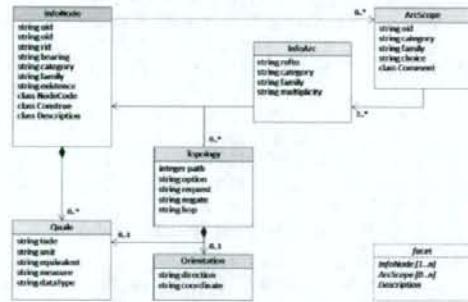 InfoNode
string uid
string oid
string rid
string bearing
string category
string family
string existence
class NodeCode
class Construe
class Description
0..*
ArcScope
string oid
string category
string family
string choice
class Comment
InfoArc
string refto
string category
string family
string multiplicity
2..*
0..*
Topology
integer path
string option
string request
string negate
string hop
0..*
Quale
string tude
string unit
string equivalent
string measure
string datatype
0..1
0..1
Orientation
string direction
string coordinate
facet
InfoNode [1..n]
ArcScope [0..n]
Description